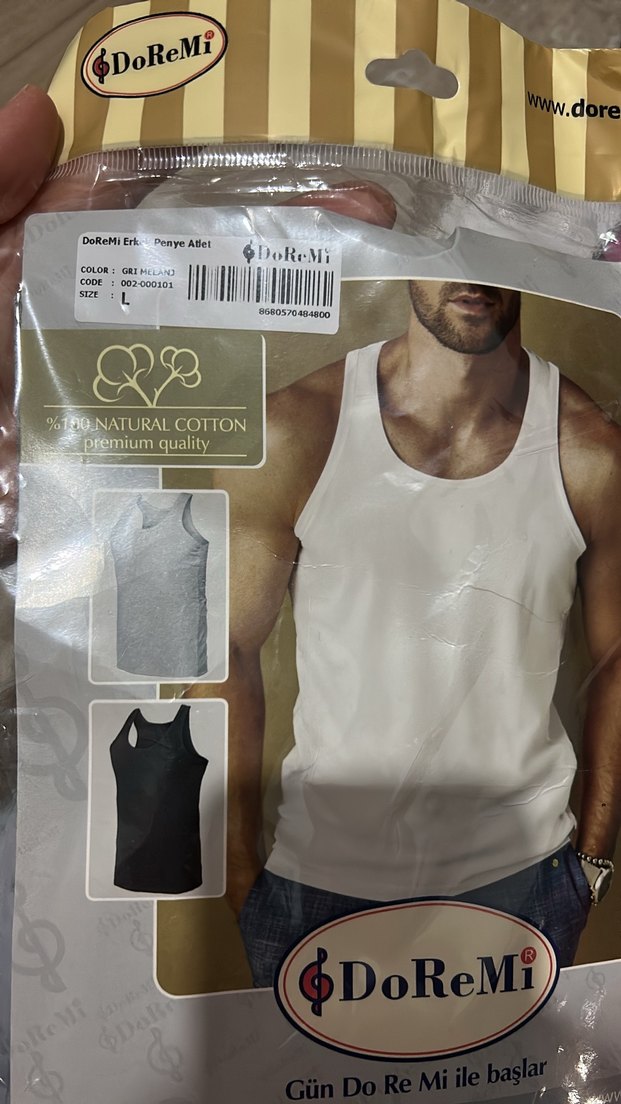 DoReMi
www.dore
DoReMi Erkek Penye Atlet
DoReMi
COLOR : GRI MELANJ
CODE : 002-000101
SIZE : L
8680570484800
%100 NATURAL COTTON
premium quality
DoReMi®
Gün Do Re Mi ile başlar